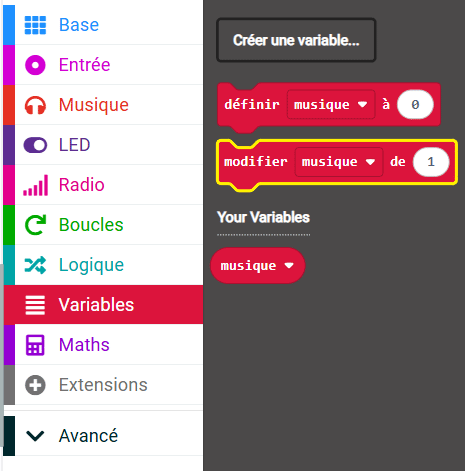 Base
Entrée
Musique
LED
Radio
Boucles
Logique
Variables
Maths
Extensions
Avancé
Créer une variable...
définir musique à 0
modifier musique de 1
Your Variables
musique